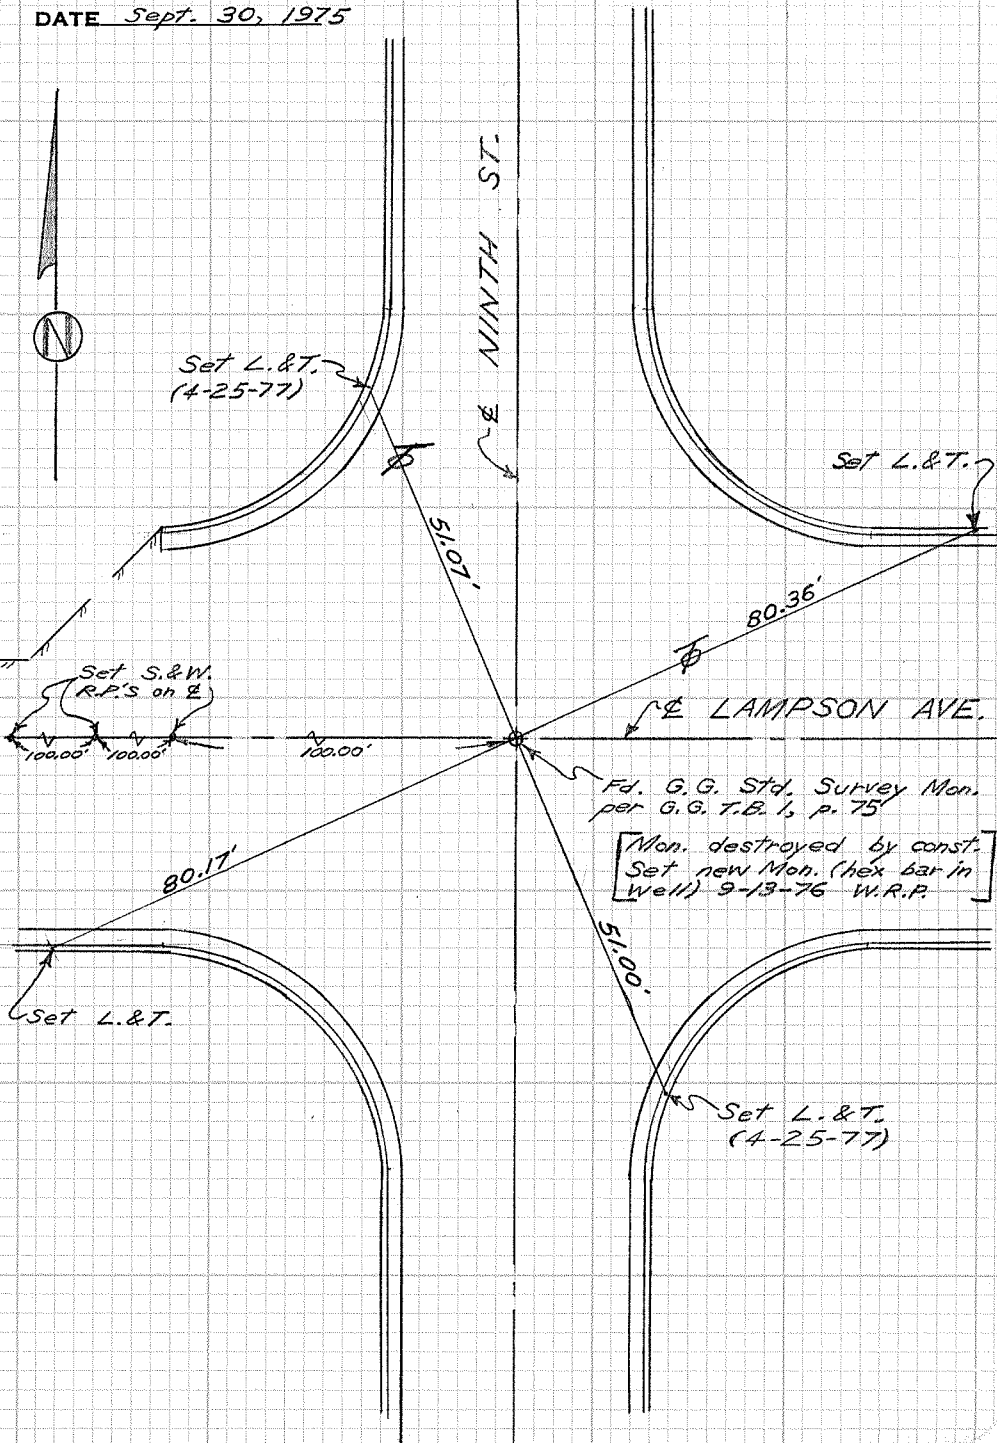 DATE Sept. 30, 1975
NINTH ST.
℄
N
Set L.&T.
(4-25-77)
Set L.&T.
51.07'
80.36'
Set S.&W.
R.P.'s on ℄
℄ LAMPSON AVE.
100.00'
100.00'
100.00'
Fd. G.G. Std. Survey Mon.
per G.G. T.B. 1, p. 75
[Mon. destroyed by const.
Set new Mon. (hex bar in
well) 9-13-76 W.R.P.]
80.17'
51.00'
Set L.&T.
Set L.&T.
(4-25-77)